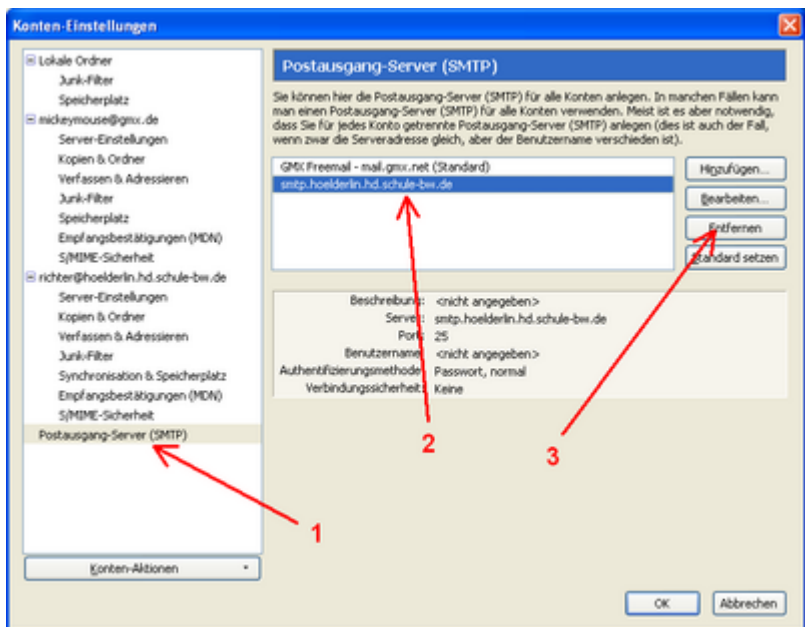 Konten-Einstellungen
Lokale Ordner
Junk-Filter
Speicherplatz
mickeymouse@gmx.de
Server-Einstellungen
Kopien & Ordner
Verfassen & Adressieren
Junk-Filter
Speicherplatz
Empfangsbestätigungen (MDN)
S/MIME-Sicherheit
richter@hoelderlin.hd.schule-bw.de
Server-Einstellungen
Kopien & Ordner
Verfassen & Adressieren
Junk-Filter
Synchronisation & Speicherplatz
Empfangsbestätigungen (MDN)
S/MIME-Sicherheit
Postausgang-Server (SMTP)
1
Konten-Aktionen
Postausgang-Server (SMTP)
Sie können hier die Postausgang-Server (SMTP) für alle Konten anlegen. In manchen Fällen kann
man einen Postausgang-Server (SMTP) für alle Konten verwenden. Meist ist es aber notwendig,
dass Sie für jedes Konto getrennte Postausgang-Server (SMTP) anlegen (dies ist auch der Fall,
wenn zwar die Serveradresse gleich, aber der Benutzername verschieden ist).
GMX Freemail - mail.gmx.net (Standard)
smtp.hoelderlin.hd.schule-bw.de
Hinzufügen...
Bearbeiten...
Entfernen
Standard setzen
Beschreibung: <nicht angegeben>
Server: smtp.hoelderlin.hd.schule-bw.de
Port: 25
Benutzername: <nicht angegeben>
Authentifizierungsmethode: Passwort, normal
Verbindungssicherheit: Keine
2
3
OK
Abbrechen